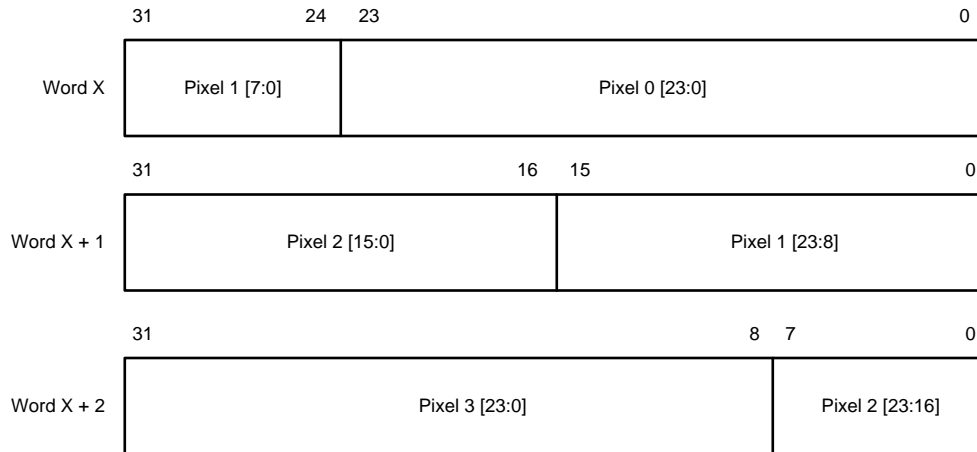 31 24 23 0
Word X Pixel 1 [7:0] Pixel 0 [23:0]
31 16 15 0
Word X + 1 Pixel 2 [15:0] Pixel 1 [23:8]
31 8 7 0
Word X + 2 Pixel 3 [23:0] Pixel 2 [23:16]